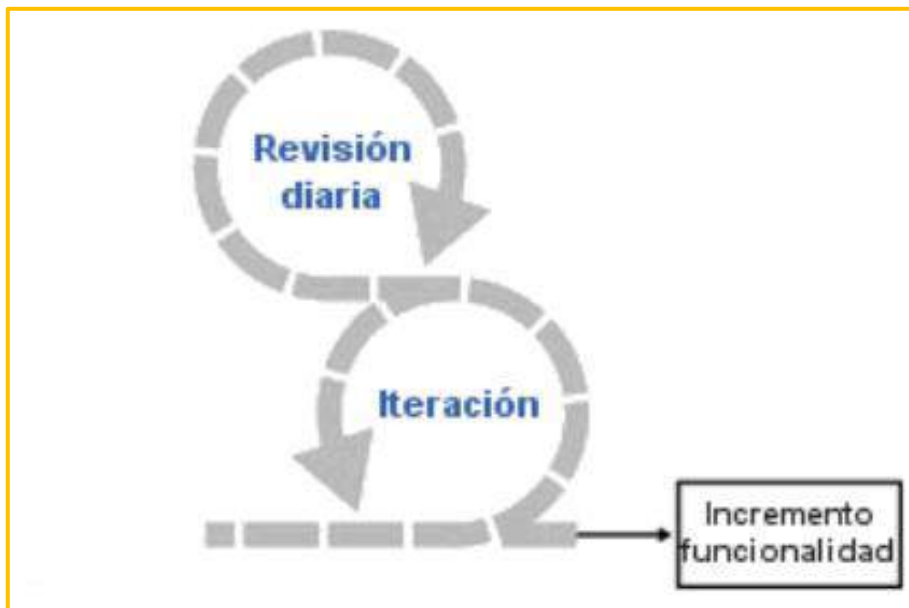 Revisión
diaria
Iteración
Incremento
funcionalidad